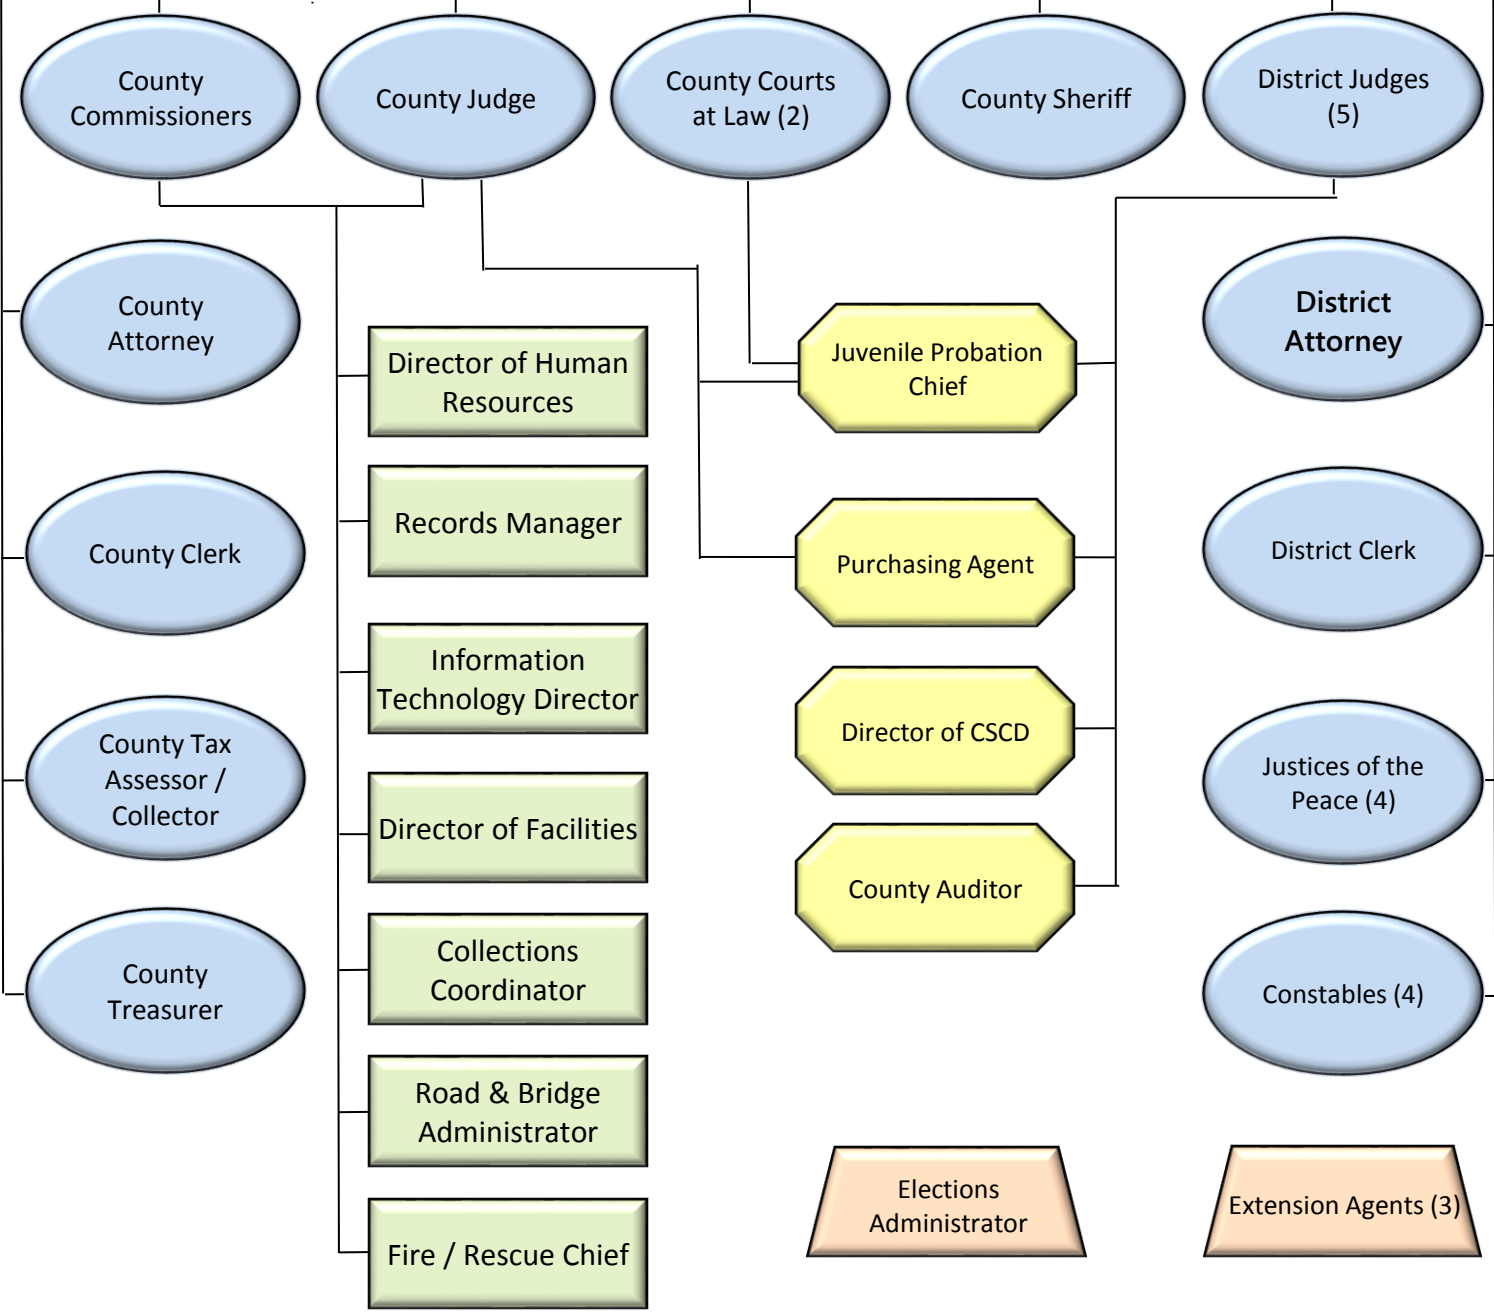 County
Commissioners
County Judge
County Courts
at Law (2)
County Sheriff
District Judges
(5)
County
Attorney
District
Attorney
Director of Human
Resources
Juvenile Probation
Chief
County Clerk
Records Manager
Purchasing Agent
District Clerk
Information
Technology Director
Director of CSCD
County Tax
Assessor /
Collector
Justices of the
Peace (4)
Director of Facilities
County Auditor
County
Treasurer
Collections
Coordinator
Constables (4)
Road & Bridge
Administrator
Elections
Administrator
Extension Agents (3)
Fire / Rescue Chief